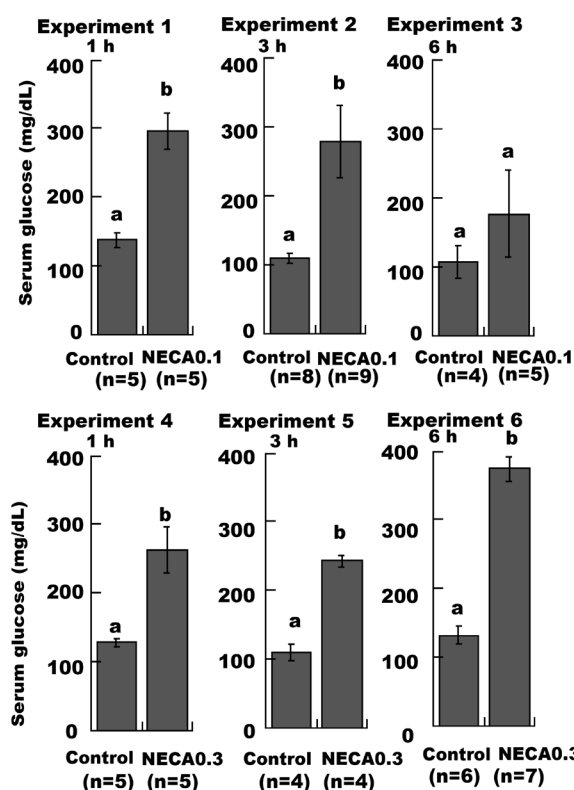 Experiment 1
1 h
Serum glucose (mg/dL)
400
300
200
100
0
a
b
Control NECA0.1
(n=5) (n=5)
Experiment 2
3 h
400
300
200
100
0
a
b
Control NECA0.1
(n=8) (n=9)
Experiment 3
6 h
400
300
200
100
0
a
a
Control NECA0.1
(n=4) (n=5)
Experiment 4
1 h
Serum glucose (mg/dL)
400
300
200
100
0
a
b
Control NECA0.3
(n=5) (n=5)
Experiment 5
3 h
400
300
200
100
0
a
b
Control NECA0.3
(n=4) (n=4)
Experiment 6
6 h
400
300
200
100
0
a
b
Control NECA0.3
(n=6) (n=7)